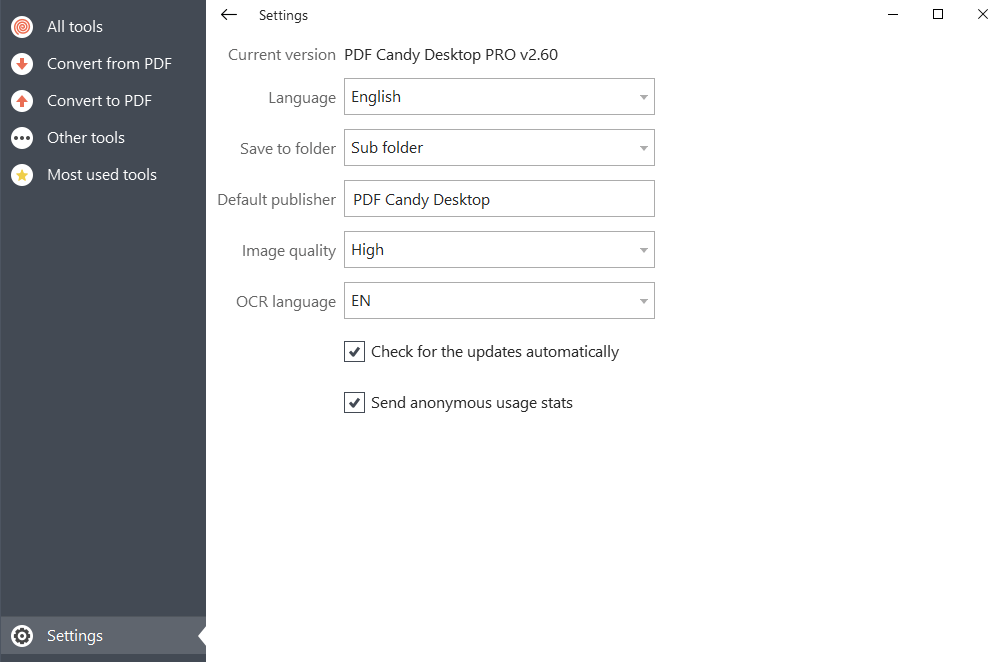 All tools
Convert from PDF
Convert to PDF
Other tools
Most used tools
Settings
Settings
Current version PDF Candy Desktop PRO v2.60
Language English
Save to folder Sub folder
Default publisher PDF Candy Desktop
Image quality High
OCR language EN
Check for the updates automatically
Send anonymous usage stats